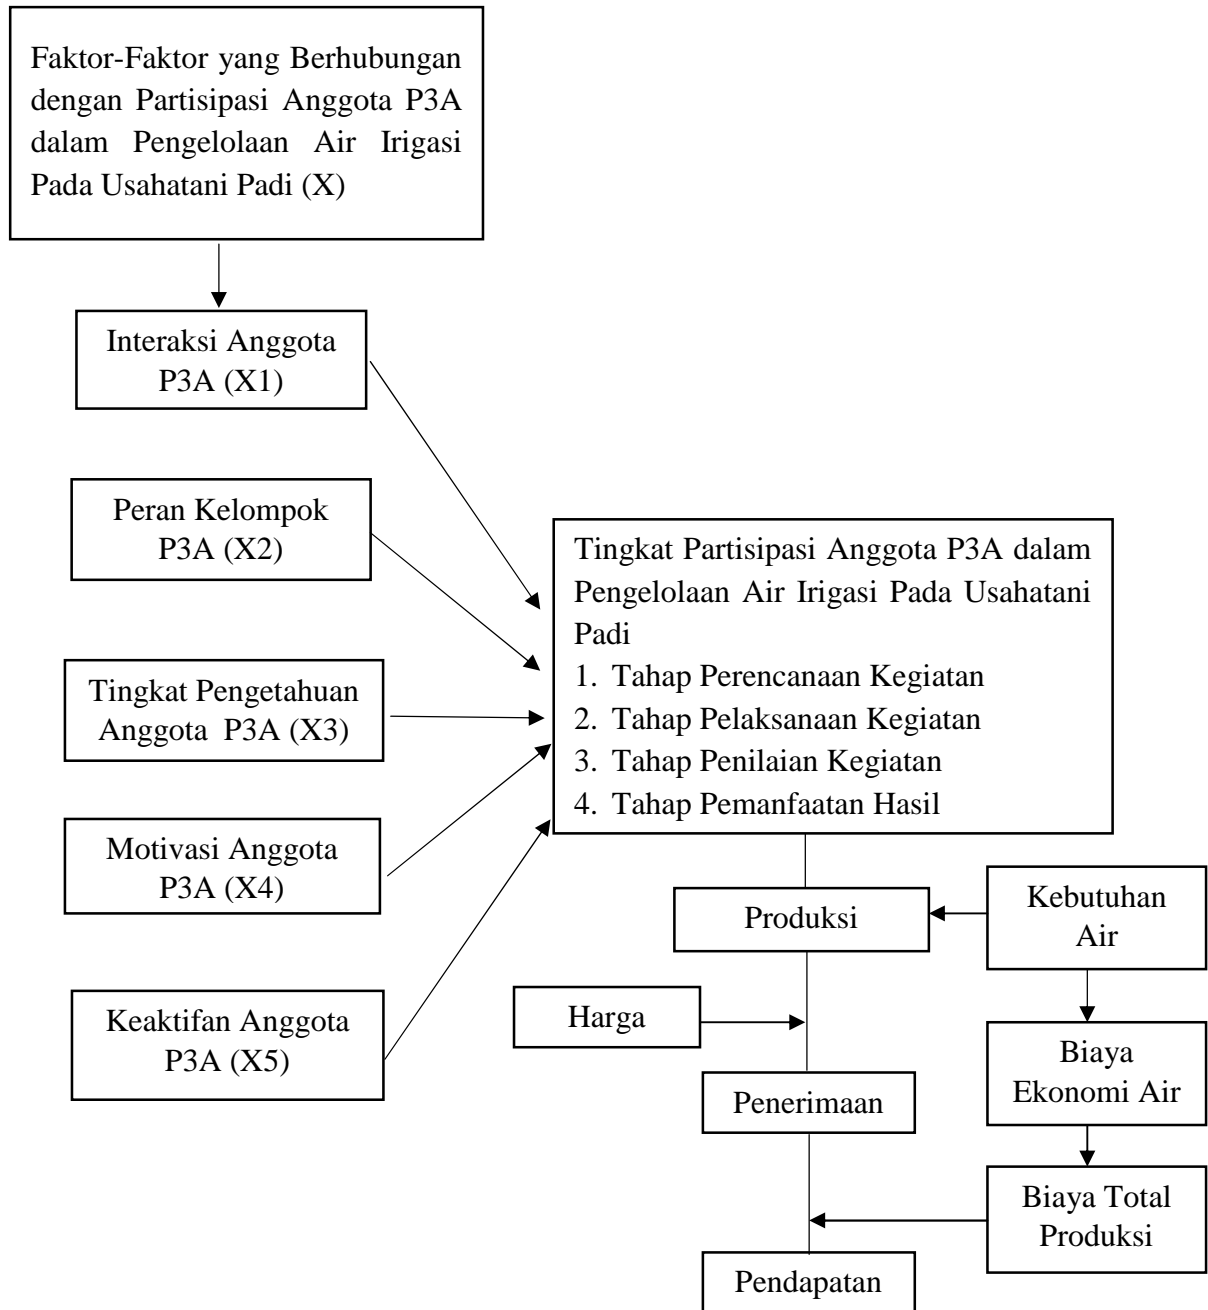 Faktor-Faktor yang Berhubungan
dengan Partisipasi Anggota P3A
dalam Pengelolaan Air Irigasi
Pada Usahatani Padi (X)
Interaksi Anggota
P3A (X1)
Peran Kelompok
P3A (X2)
Tingkat Pengetahuan
Anggota P3A (X3)
Motivasi Anggota
P3A (X4)
Keaktifan Anggota
P3A (X5)
Tingkat Partisipasi Anggota P3A dalam
Pengelolaan Air Irigasi Pada Usahatani
Padi
1. Tahap Perencanaan Kegiatan
2. Tahap Pelaksanaan Kegiatan
3. Tahap Penilaian Kegiatan
4. Tahap Pemanfaatan Hasil
Produksi
Kebutuhan
Air
Harga
Biaya
Ekonomi Air
Penerimaan
Biaya Total
Produksi
Pendapatan